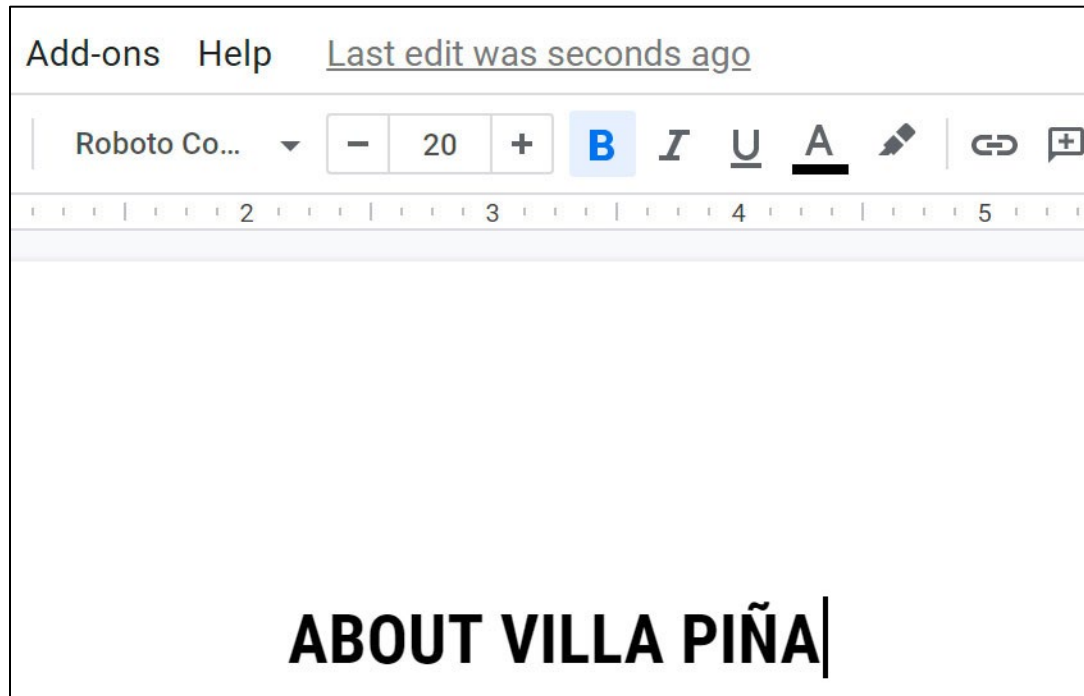 Add-ons Help Last edit was seconds ago
Roboto Co... − 20 + B I U A
2 3 4 5
ABOUT VILLA PIÑA